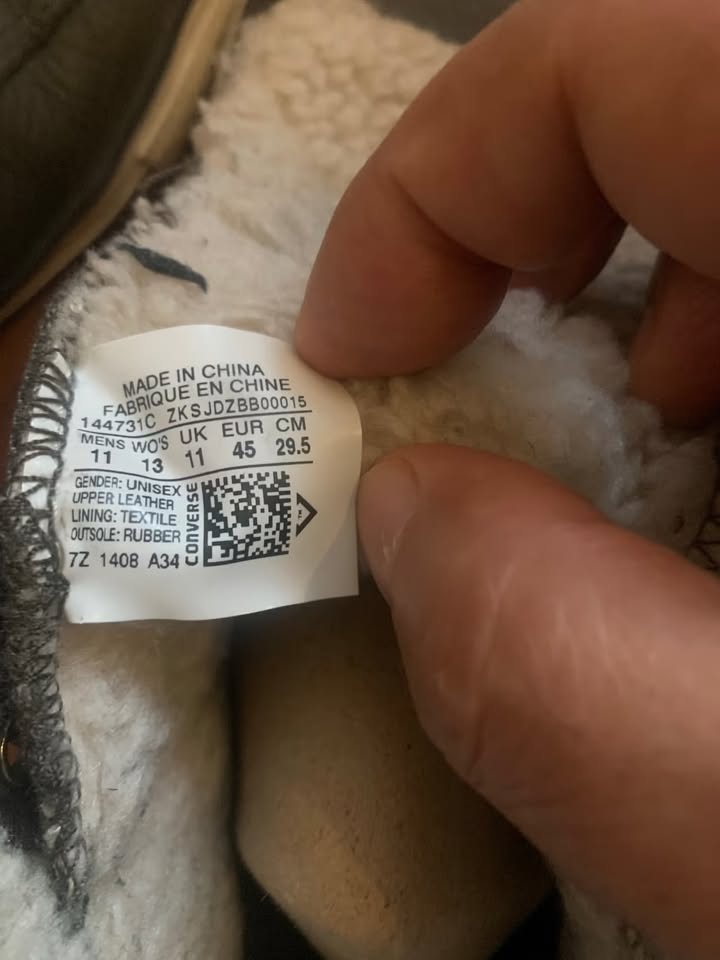 MADE IN CHINA
FABRIQUE EN CHINE
144731C ZKSJDZBB00015
MENS WO'S UK EUR CM
11 13 11 45 29.5
GENDER: UNISEX
UPPER LEATHER
LINING: TEXTILE
OUTSOLE: RUBBER
CONVERSE
TM
7Z 1408 A34